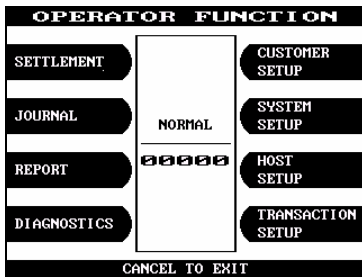 OPERATOR FUNCTION
SETTLEMENT
CUSTOMER
SETUP
JOURNAL
NORMAL
SYSTEM
SETUP
REPORT
00000
HOST
SETUP
DIAGNOSTICS
TRANSACTION
SETUP
CANCEL TO EXIT